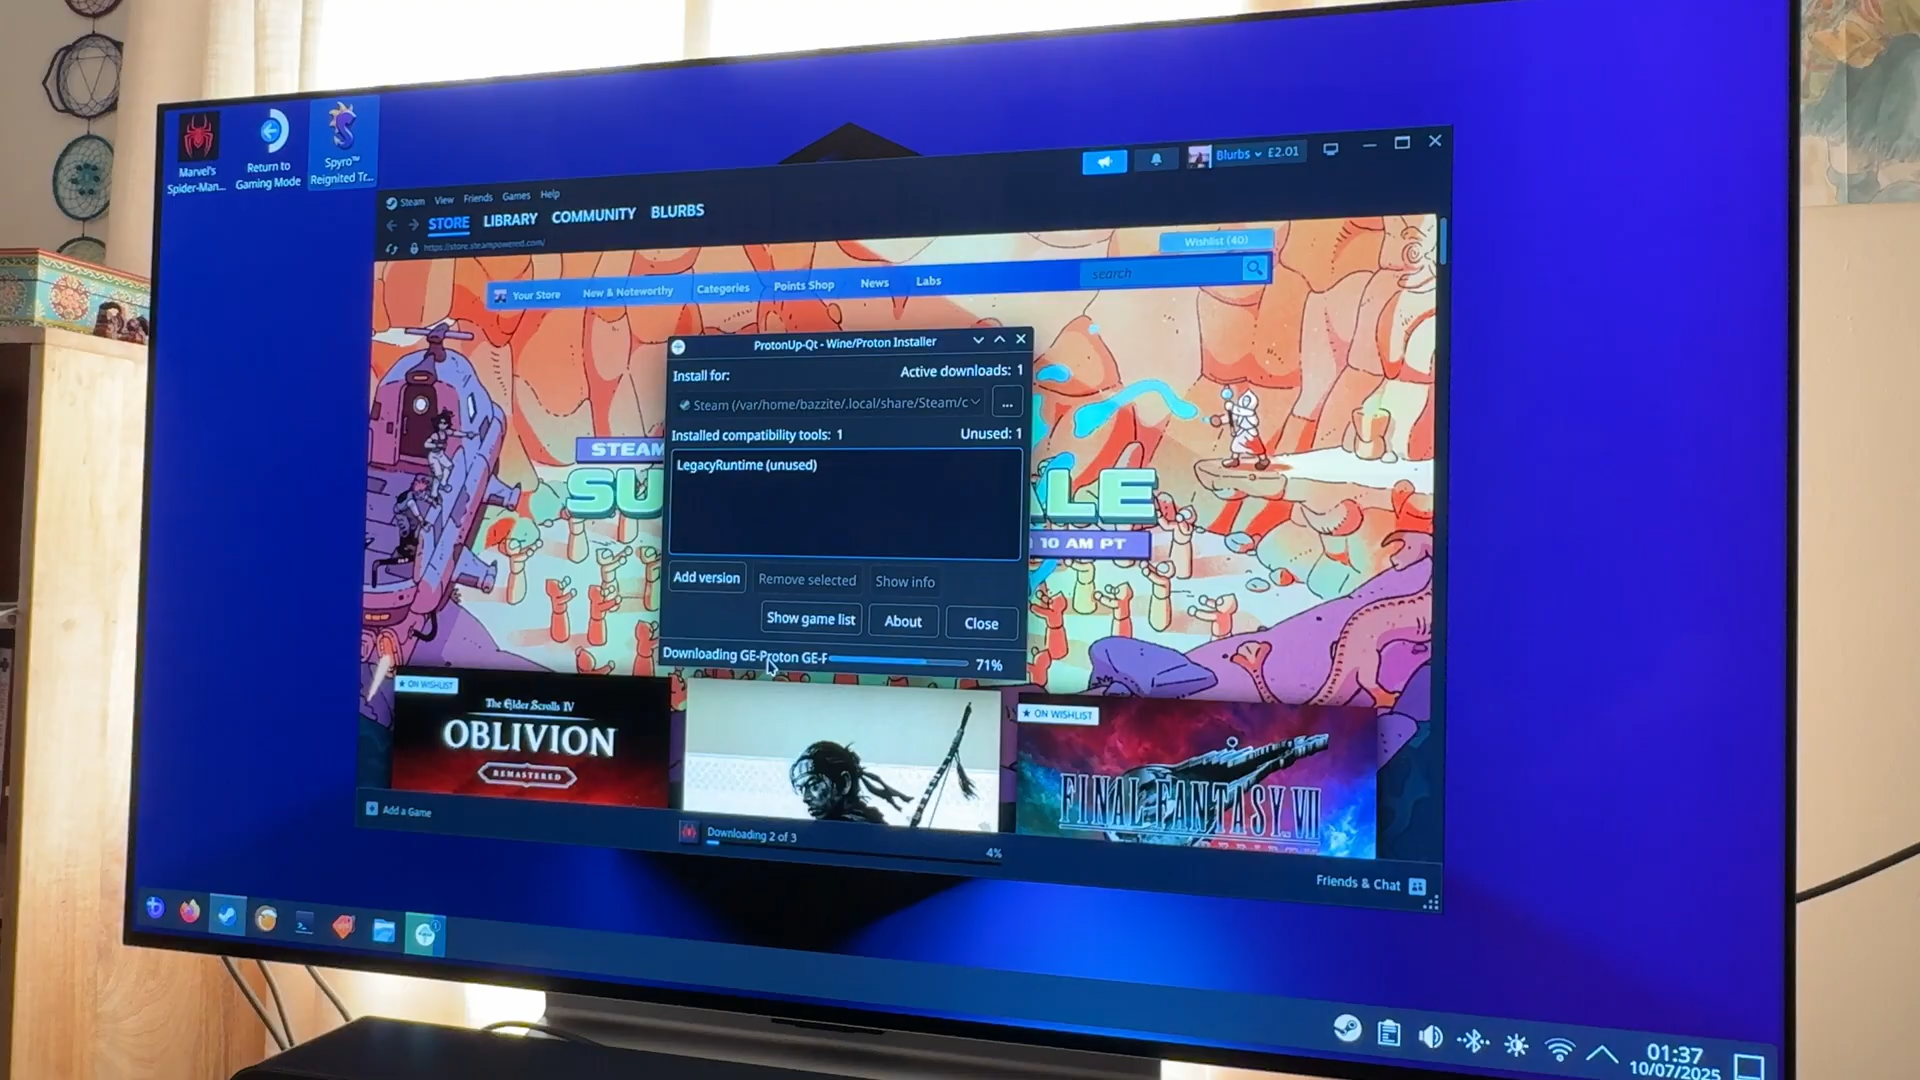 Marvel's
Spider-Man...
Return to
Gaming Mode
Spyro™
Reignited Tr...
Blurbs
£2.01
Steam View Friends Games Help
STORE LIBRARY COMMUNITY BLURBS
https://store.steampowered.com/
Wishlist (40)
Your Store New & Noteworthy Categories Points Shop News Labs
search
ProtonUp-Qt - Wine/Proton Installer
Install for:
Active downloads: 1
Steam (/var/home/bazzite/.local/share/Steam/c
...
Installed compatibility tools: 1
Unused: 1
LegacyRuntime (unused)
STEAM
SU
LE
10 AM PT
Add version Remove selected Show info
Show game list About Close
Downloading GE-Proton GE-F
71%
ON WISHLIST
The Elder Scrolls IV
OBLIVION
REMASTERED
ON WISHLIST
FINAL FANTASY VII
Add a Game
Downloading 2 of 3
4%
Friends & Chat
01:37
10/07/2025